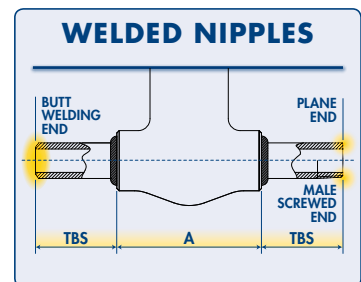 WELDED NIPPLES
BUTT
WELDING
END
PLANE
END
MALE
SCREWED
END
TBS
A
TBS